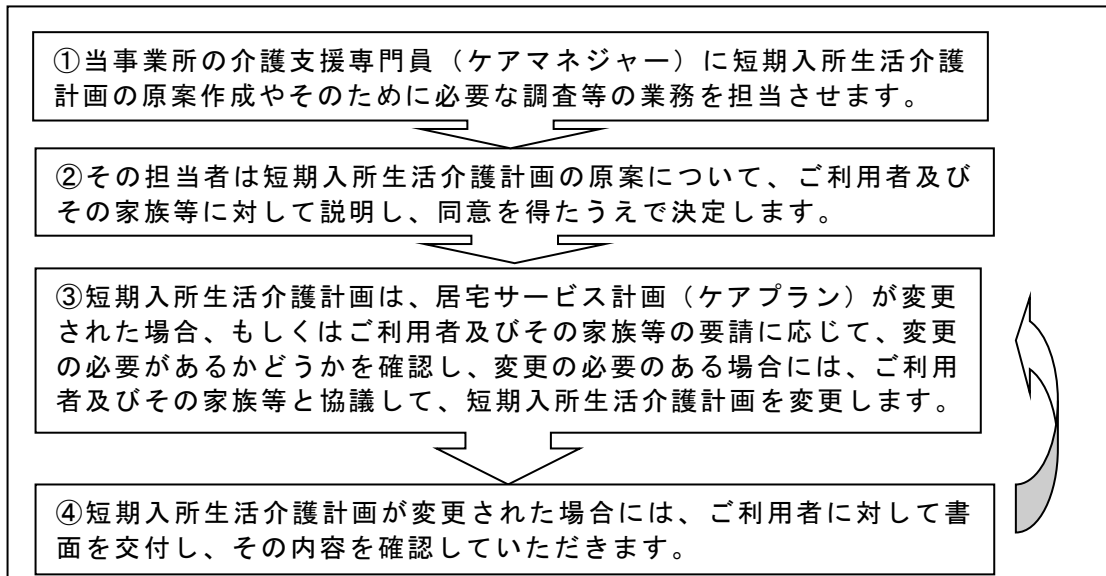 ①当事業所の介護支援専門員（ケアマネジャー）に短期入所生活介護
計画の原案作成やそのために必要な調査等の業務を担当させます。
②その担当者は短期入所生活介護計画の原案について、ご利用者及び
その家族等に対して説明し、同意を得たうえで決定します。
③短期入所生活介護計画は、居宅サービス計画（ケアプラン）が変更
された場合、もしくはご利用者及びその家族等の要請に応じて、変更
の必要があるかどうかを確認し、変更の必要のある場合には、ご利用
者及びその家族等と協議して、短期入所生活介護計画を変更します。
④短期入所生活介護計画が変更された場合には、ご利用者に対して書
面を交付し、その内容を確認していただきます。